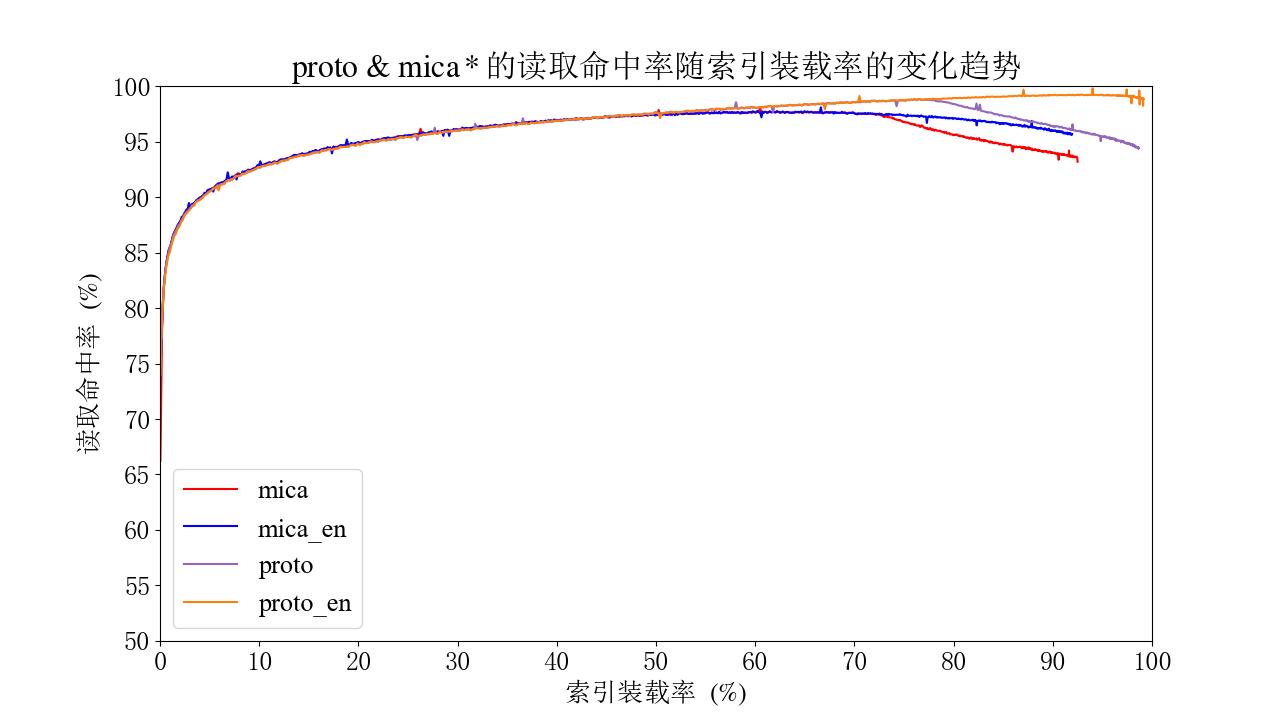 proto & mica* 的读取命中率随索引装载率的变化趋势
100
95
90
85
80
75
70
65
60
55
50
读取命中率 (%)
mica
mica_en
proto
proto_en
0 10 20 30 40 50 60 70 80 90 100
索引装载率 (%)